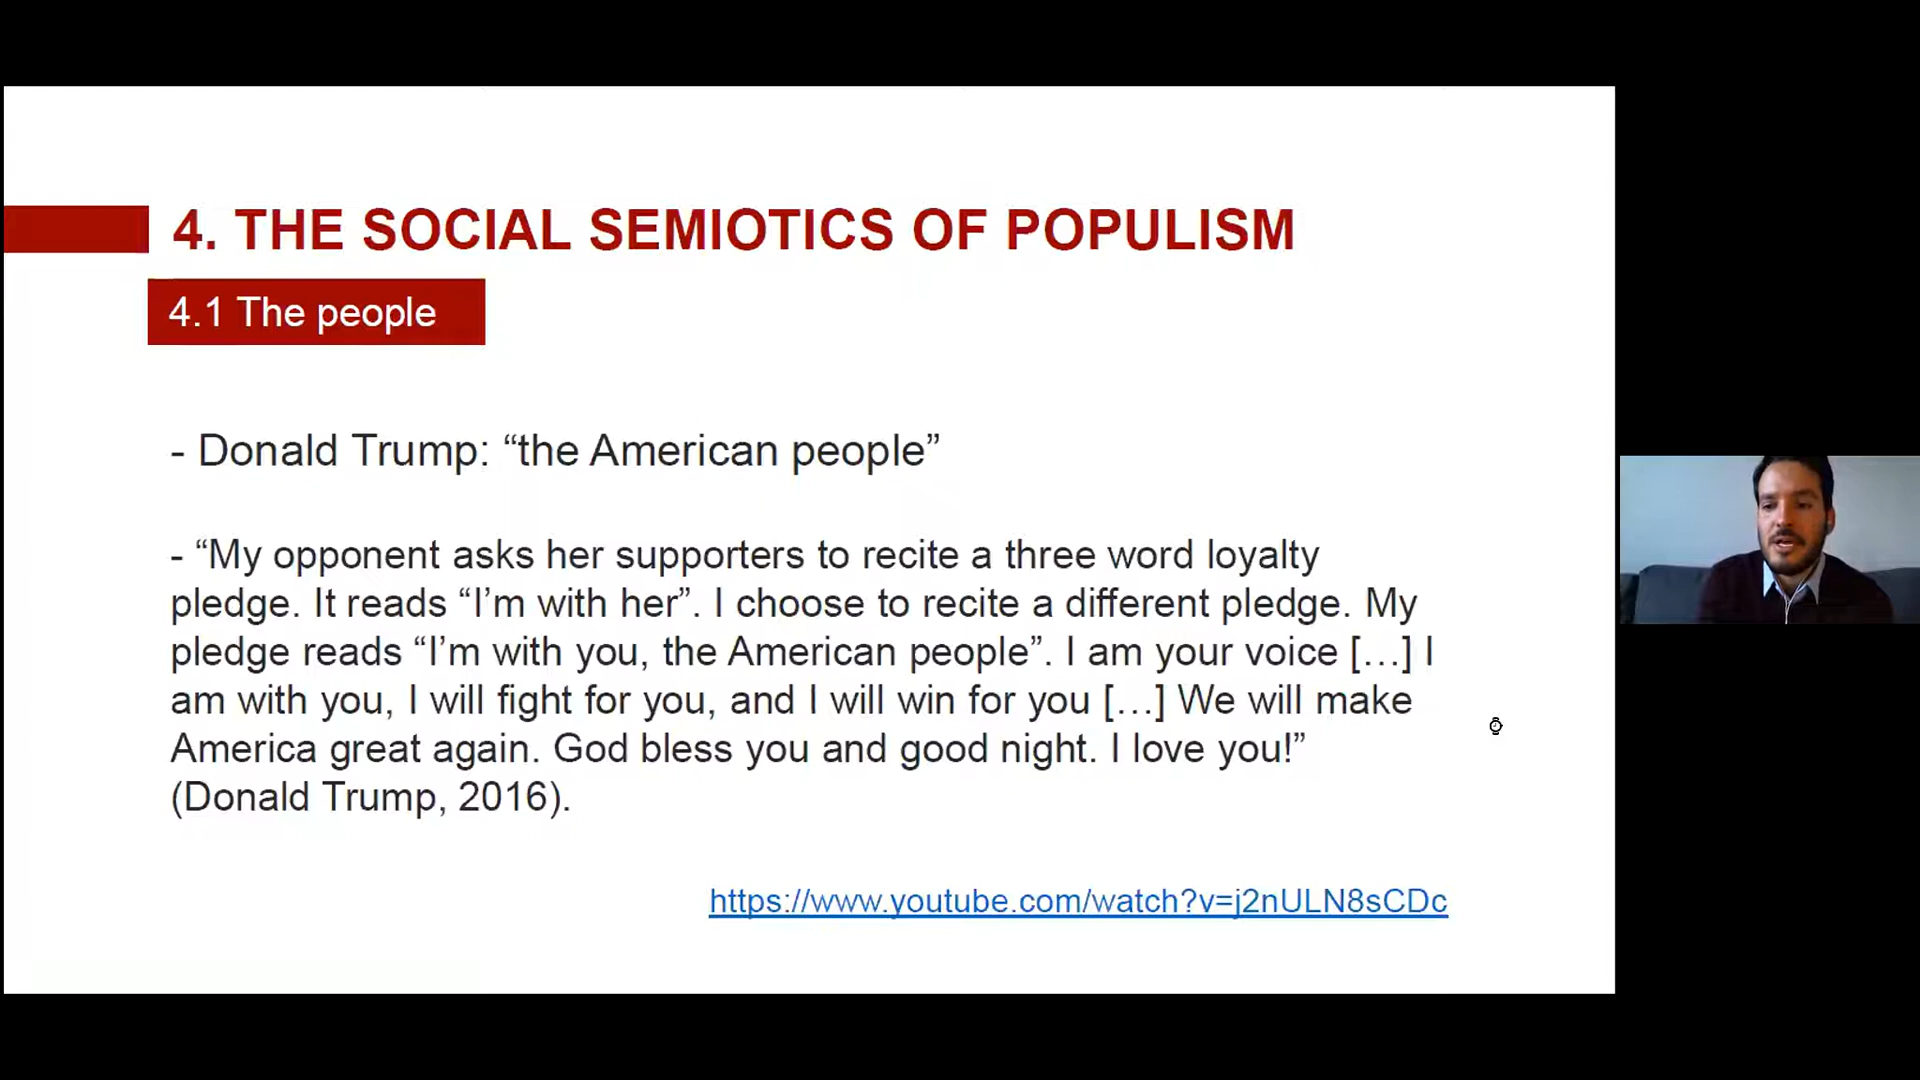 4. THE SOCIAL SEMIOTICS OF POPULISM
4.1 The people
- Donald Trump: “the American people”
- “My opponent asks her supporters to recite a three word loyalty
pledge. It reads “I’m with her”. I choose to recite a different pledge. My
pledge reads “I’m with you, the American people”. I am your voice […] I
am with you, I will fight for you, and I will win for you […] We will make
America great again. God bless you and good night. I love you!”
(Donald Trump, 2016).
https://www.youtube.com/watch?v=j2nULN8sCDc